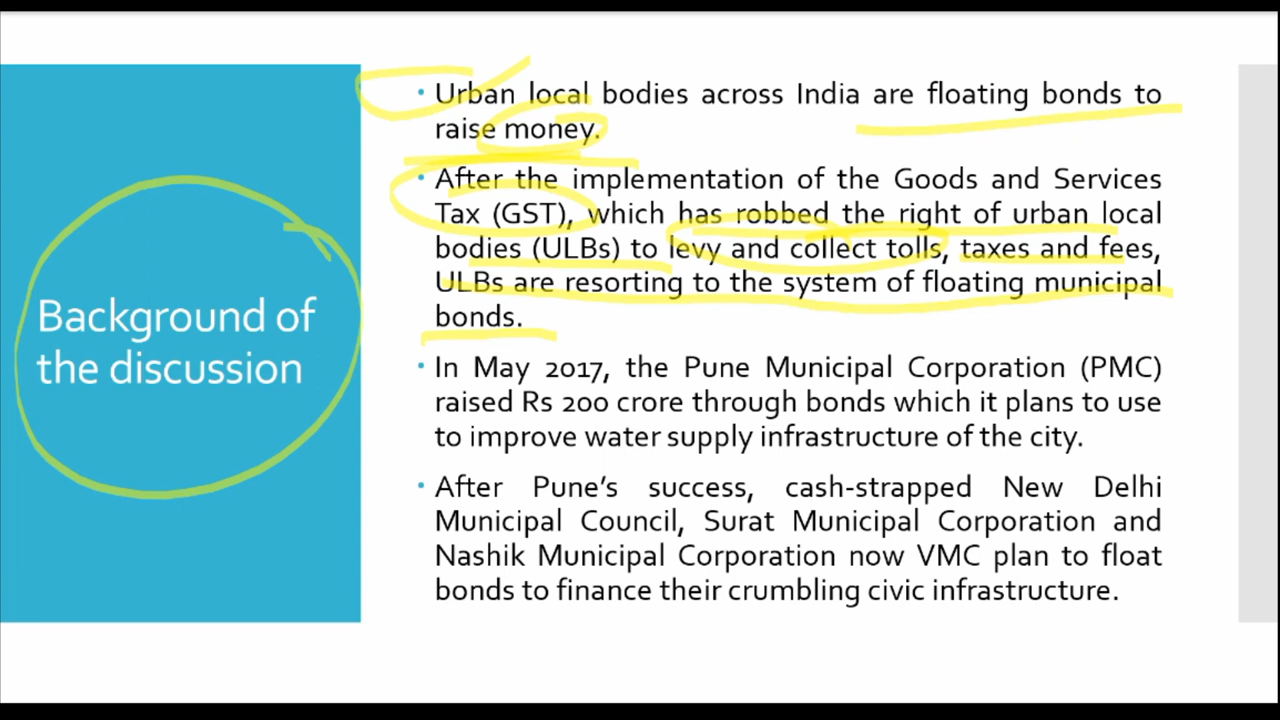 Background of
the discussion
• Urban local bodies across India are floating bonds to
raise money.
• After the implementation of the Goods and Services
Tax (GST), which has robbed the right of urban local
bodies (ULBs) to levy and collect tolls, taxes and fees,
ULBs are resorting to the system of floating municipal
bonds.
• In May 2017, the Pune Municipal Corporation (PMC)
raised Rs 200 crore through bonds which it plans to use
to improve water supply infrastructure of the city.
• After Pune’s success, cash-strapped New Delhi
Municipal Council, Surat Municipal Corporation and
Nashik Municipal Corporation now VMC plan to float
bonds to finance their crumbling civic infrastructure.